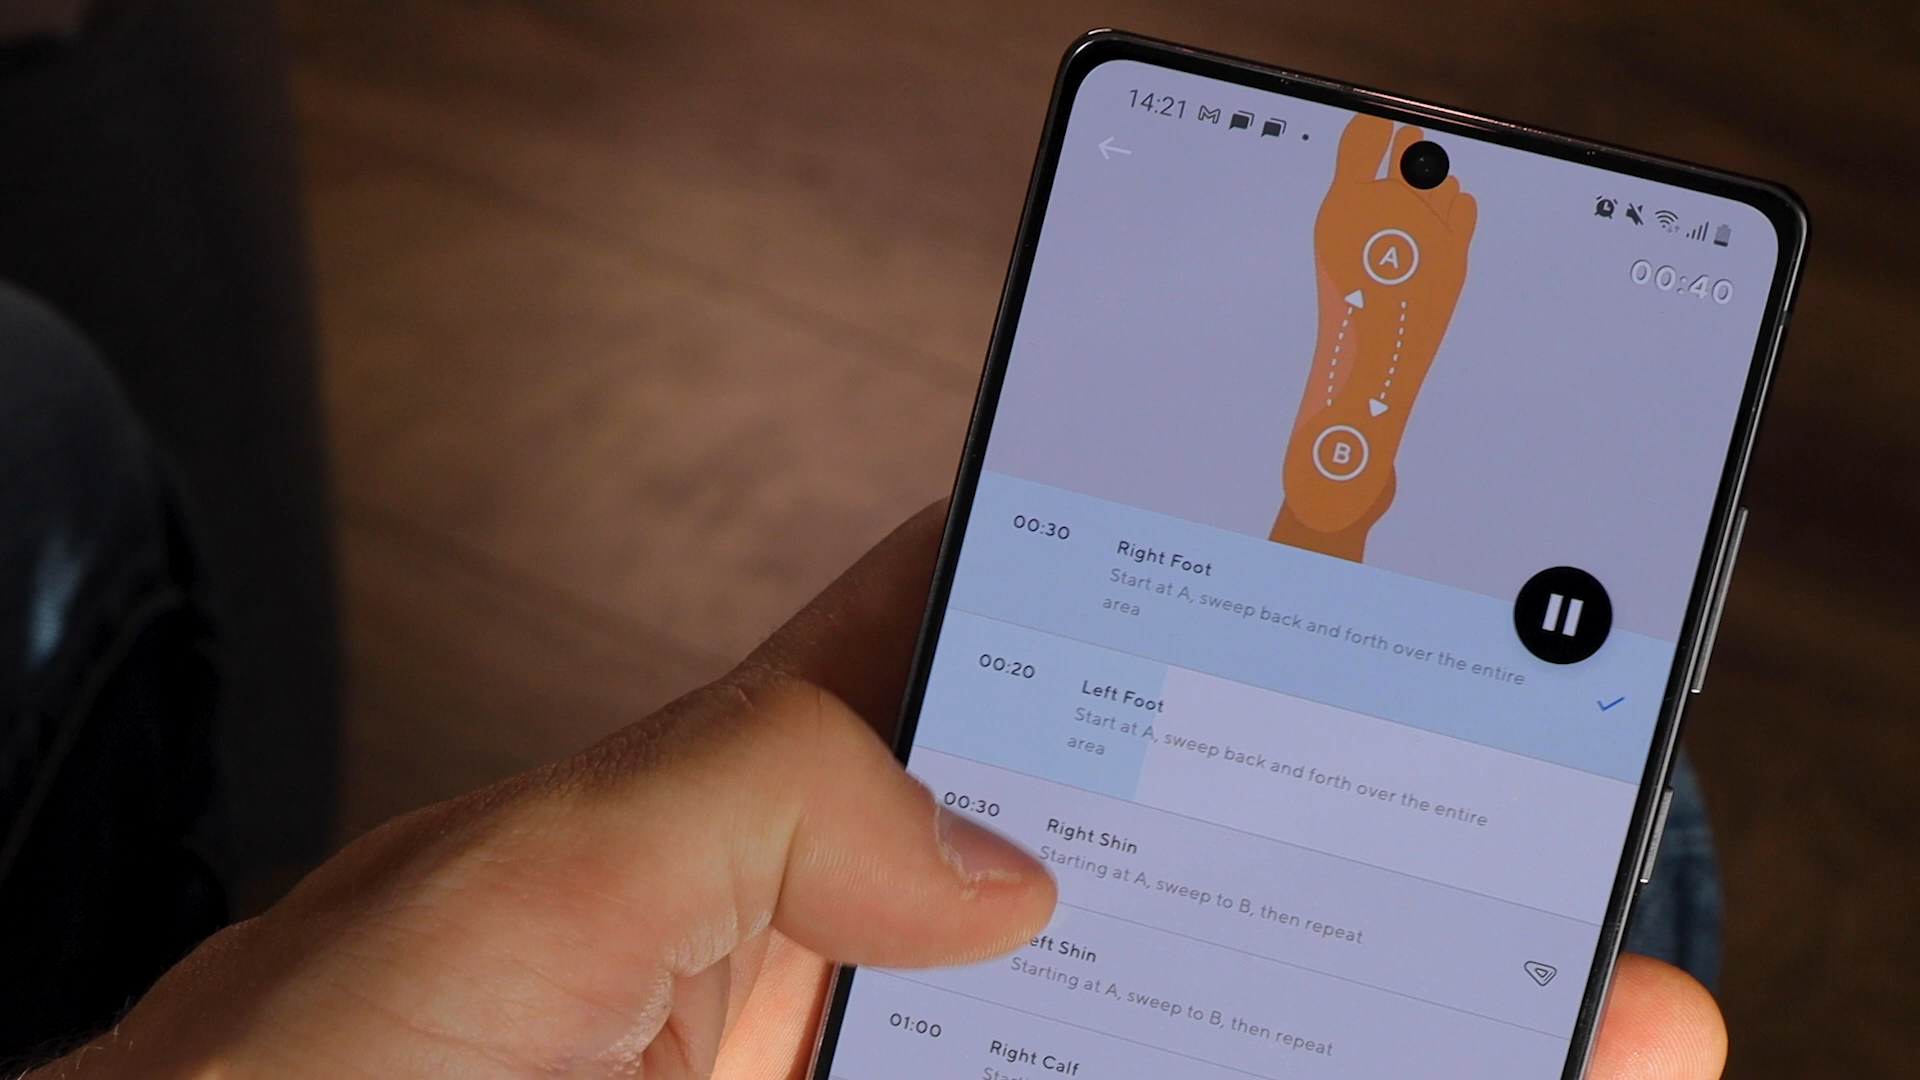 14:21
00:40
A
B
00:30
Right Foot
Start at A, sweep back and forth over the entire
area
00:20
Left Foot
Start at A, sweep back and forth over the entire
area
00:30
Right Shin
Starting at A, sweep to B, then repeat
eft Shin
Starting at A, sweep to B, then repeat
01:00
Right Calf